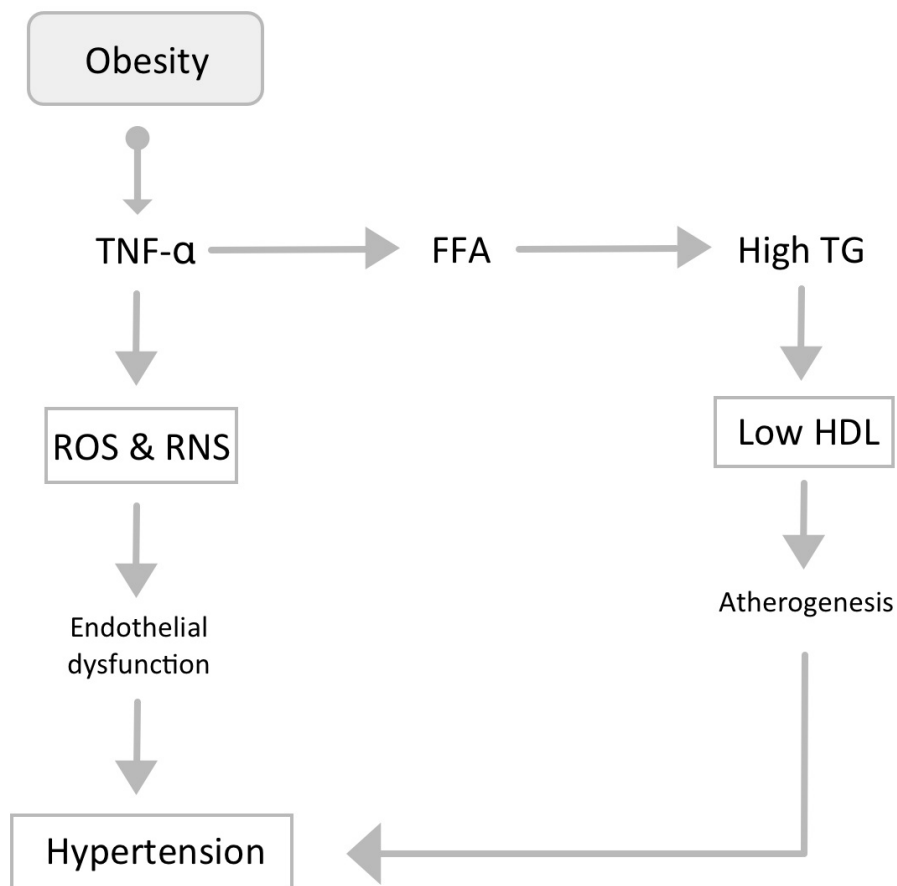 Obesity
TNF-α
FFA
High TG
ROS & RNS
Low HDL
Atherogenesis
Endothelial
dysfunction
Hypertension